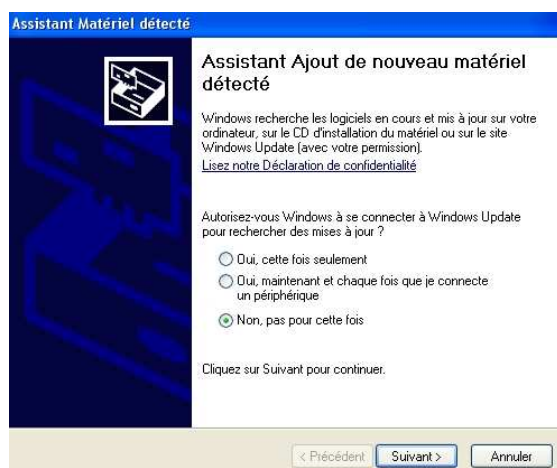 Assistant Matériel détecté
Assistant Ajout de nouveau matériel
détecté
Windows recherche les logiciels en cours et mis à jour sur votre
ordinateur, sur le CD d'installation du matériel ou sur le site
Windows Update (avec votre permission).
Lisez notre Déclaration de confidentialité
Autorisez-vous Windows à se connecter à Windows Update
pour rechercher des mises à jour ?
Oui, cette fois seulement
Oui, maintenant et chaque fois que je connecte
un périphérique
Non, pas pour cette fois
Cliquez sur Suivant pour continuer.
< Précédent
Suivant >
Annuler